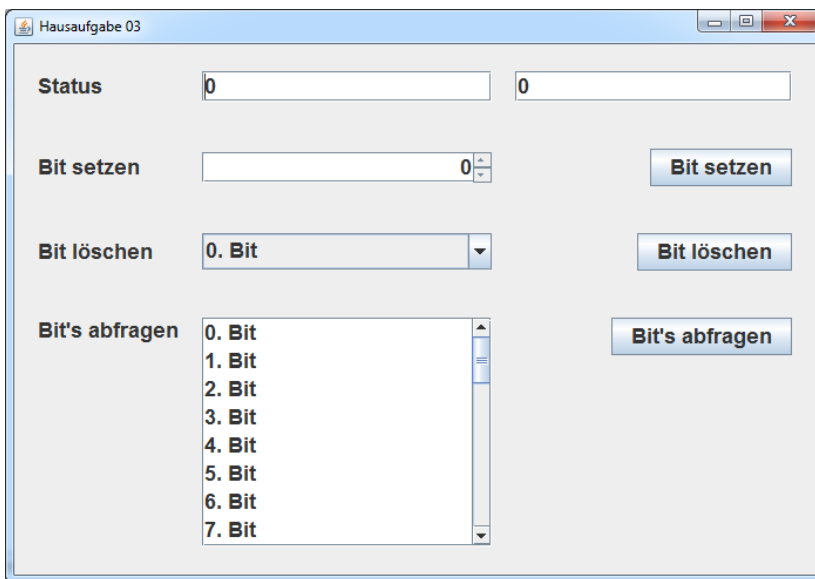 Hausaufgabe 03
Status 0 0
Bit setzen 0 Bit setzen
Bit löschen 0. Bit Bit löschen
Bit's abfragen 0. Bit Bit's abfragen
1. Bit
2. Bit
3. Bit
4. Bit
5. Bit
6. Bit
7. Bit